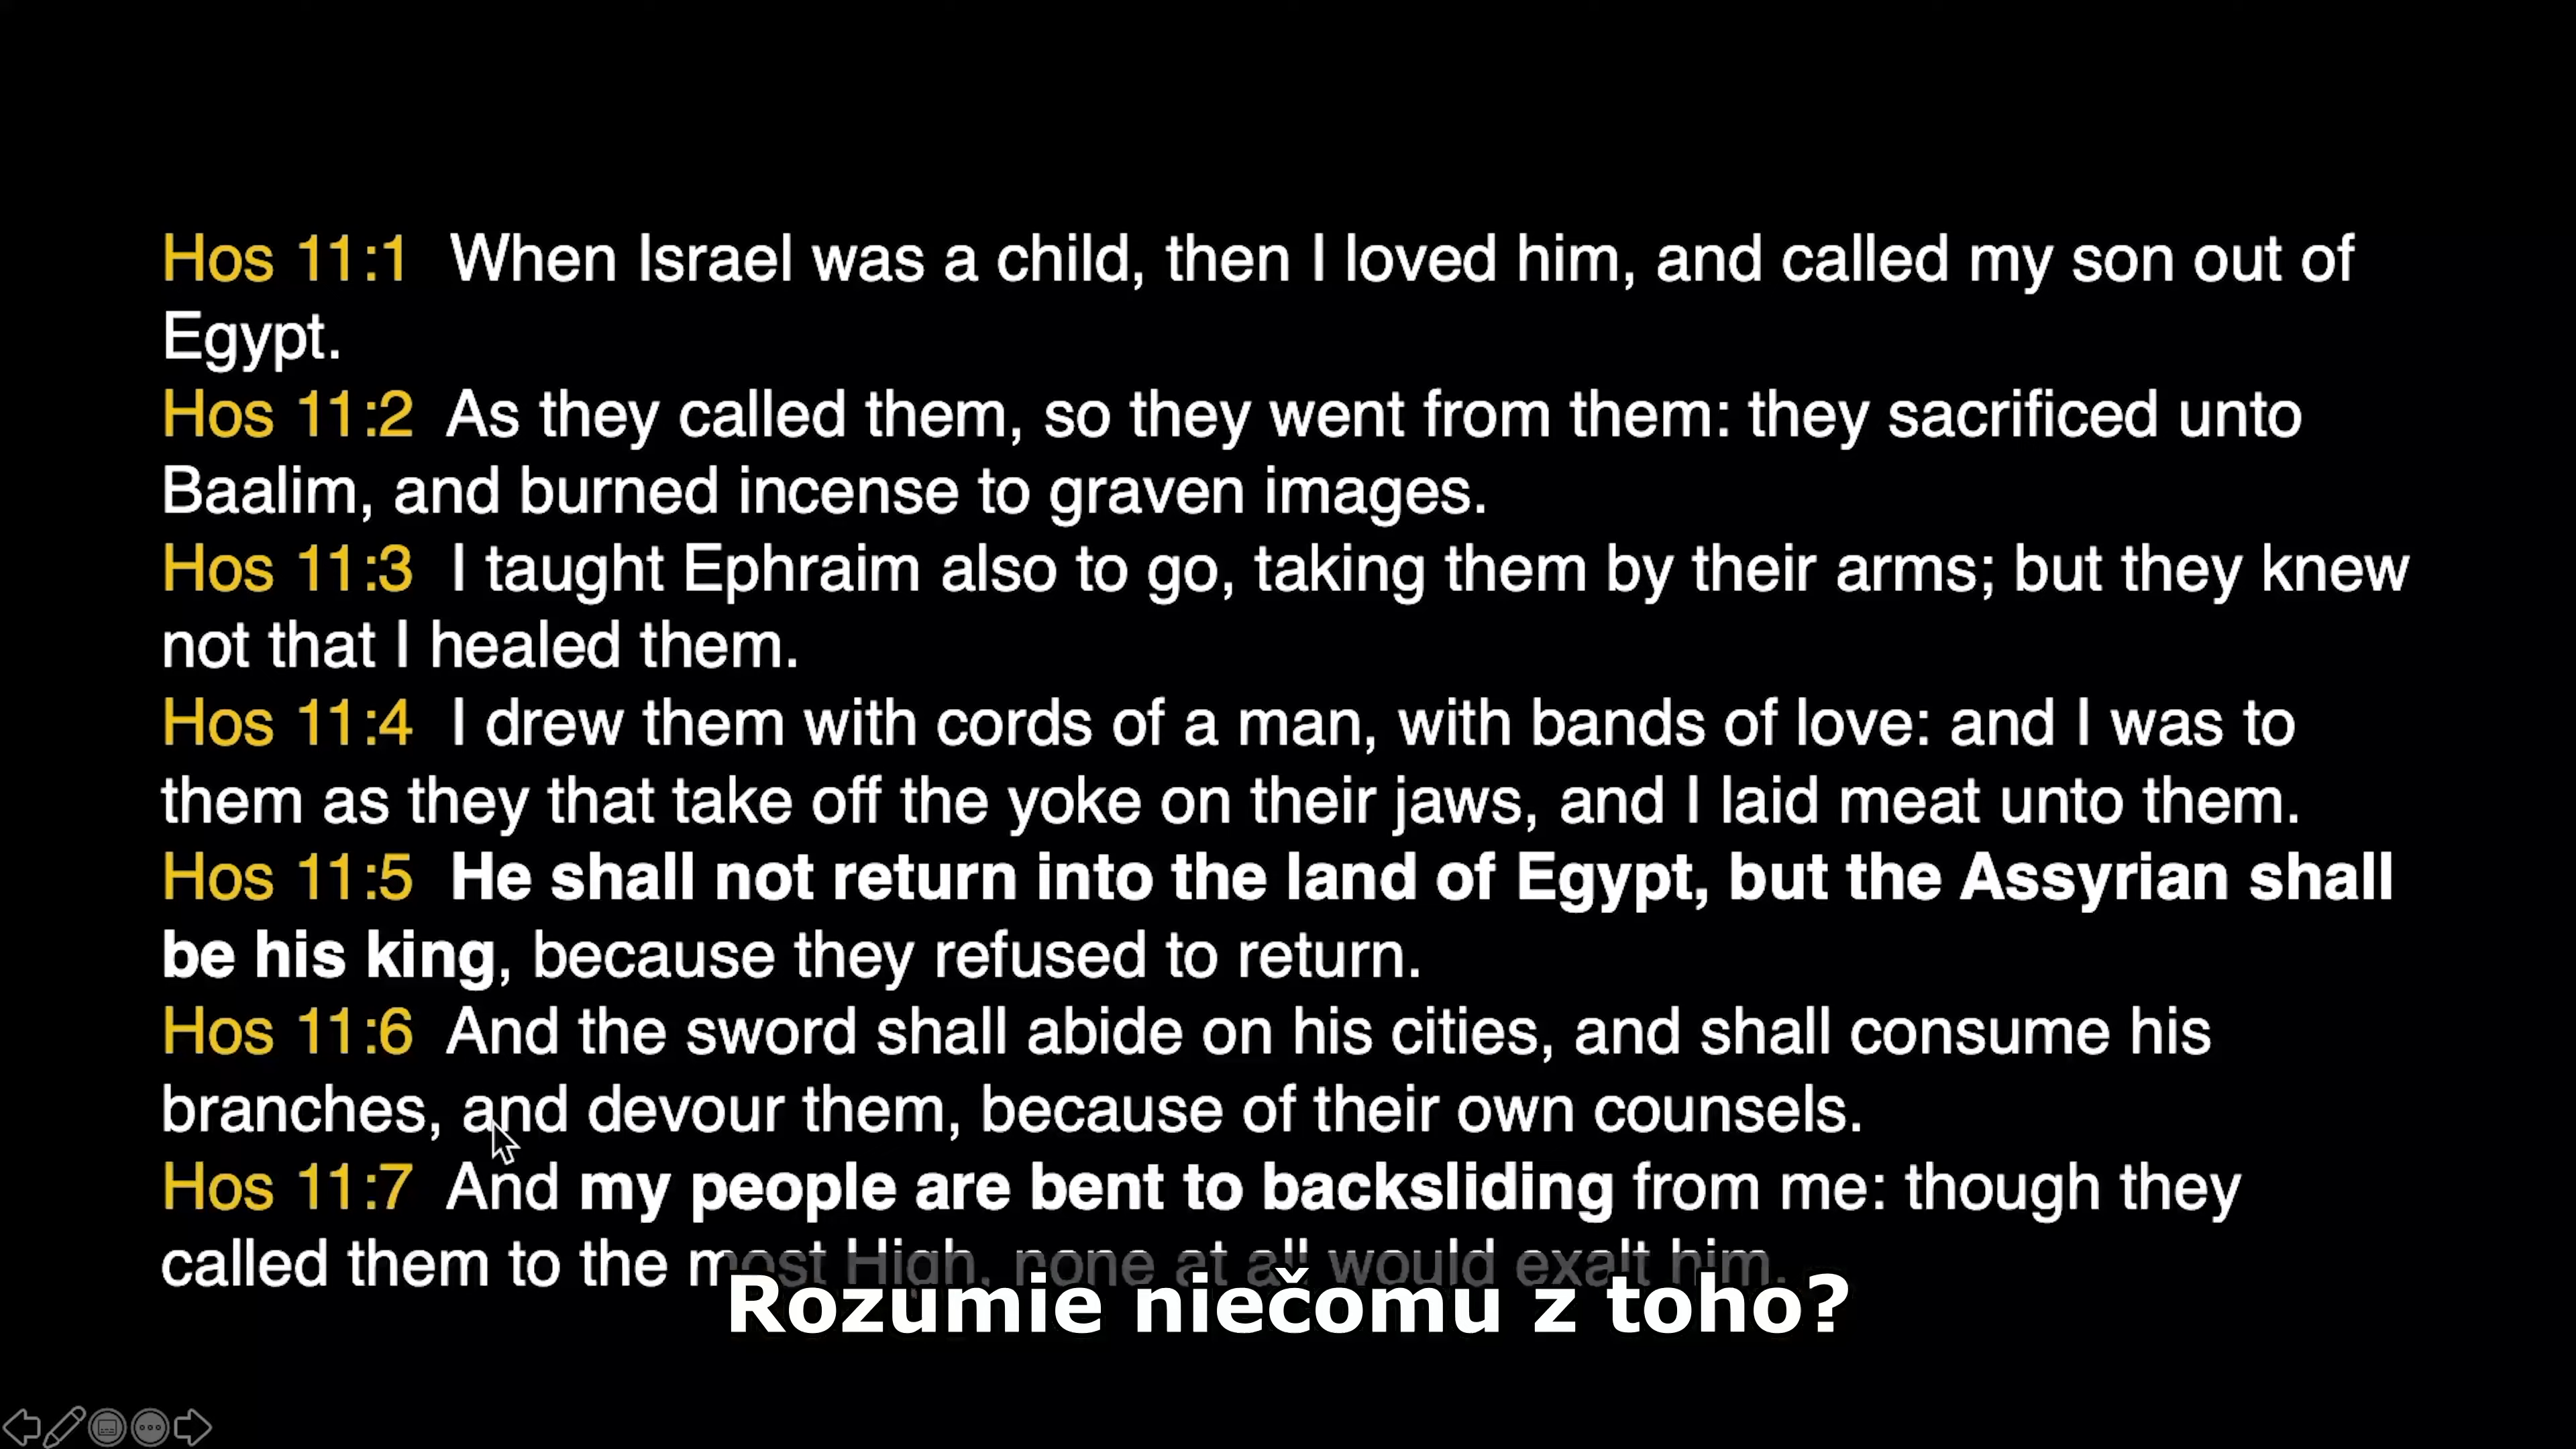 Hos 11:1 When Israel was a child, then I loved him, and called my son out of
Egypt.
Hos 11:2 As they called them, so they went from them: they sacrificed unto
Baalim, and burned incense to graven images.
Hos 11:3 I taught Ephraim also to go, taking them by their arms; but they knew
not that I healed them.
Hos 11:4 I drew them with cords of a man, with bands of love: and I was to
them as they that take off the yoke on their jaws, and I laid meat unto them.
Hos 11:5 He shall not return into the land of Egypt, but the Assyrian shall
be his king, because they refused to return.
Hos 11:6 And the sword shall abide on his cities, and shall consume his
branches, and devour them, because of their own counsels.
Hos 11:7 And my people are bent to backsliding from me: though they
called them to the most High, none at all would exalt him.
Rozumie niečomu z toho?